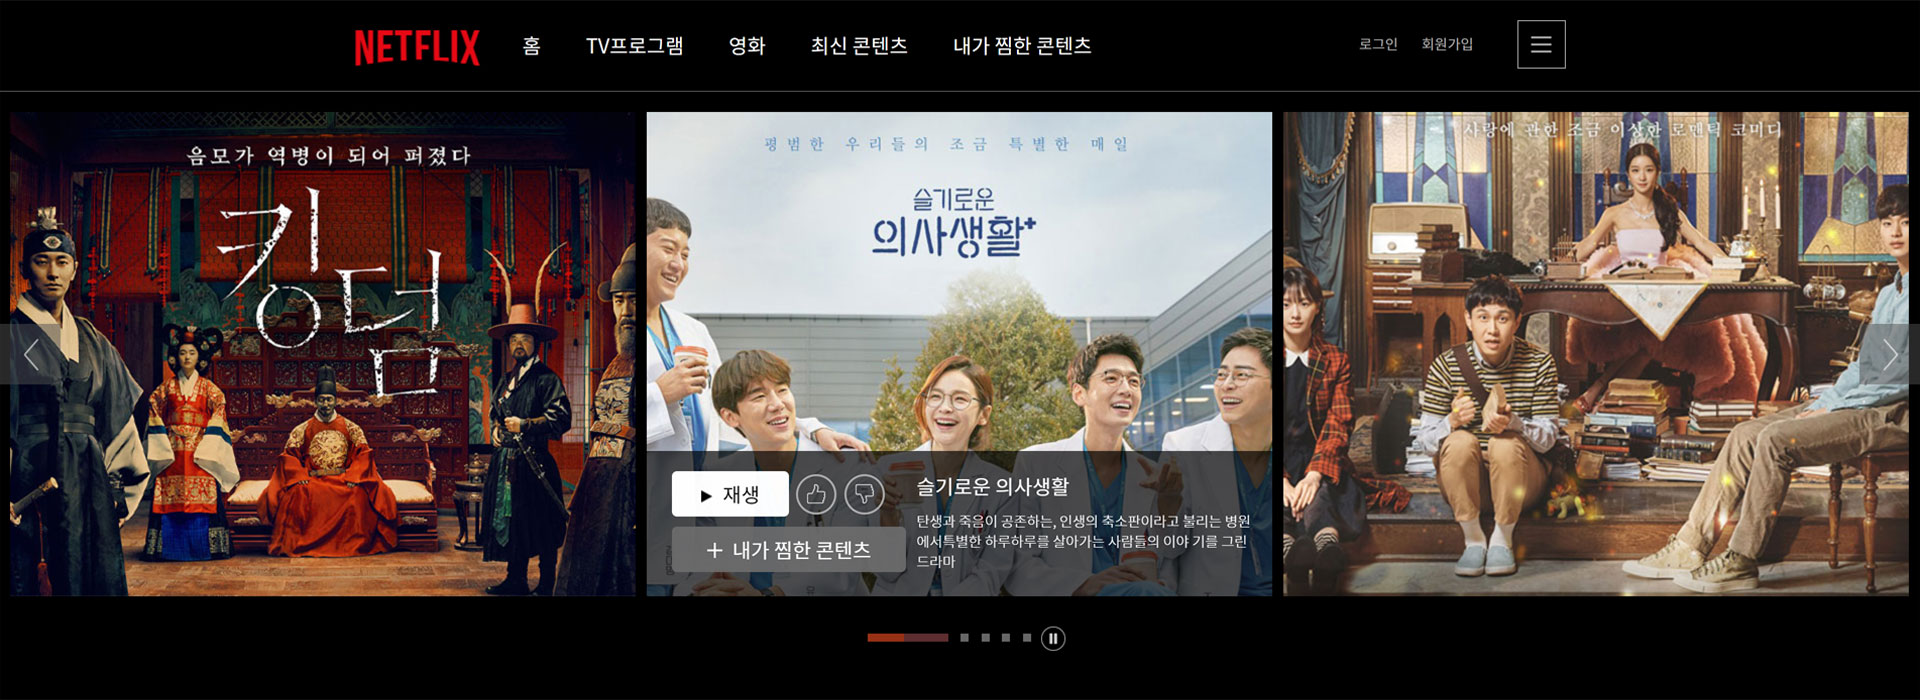 NETFLIX
홈
TV프로그램
영화
최신 콘텐츠
내가 찜한 콘텐츠
로그인
회원가입
음모가 역병이 되어 퍼졌다
킹덤
평범한 우리들의 조금 특별한 매일
슬기로운
의사생활+
재생
+ 내가 찜한 콘텐츠
슬기로운 의사생활
탄생과 죽음이 공존하는, 인생의 축소판이라고 불리는 병원
에서특별한 하루하루를 살아가는 사람들의 이야 기를 그린
드라마
사랑에 관한 조금 이상한 로맨틱 코미디